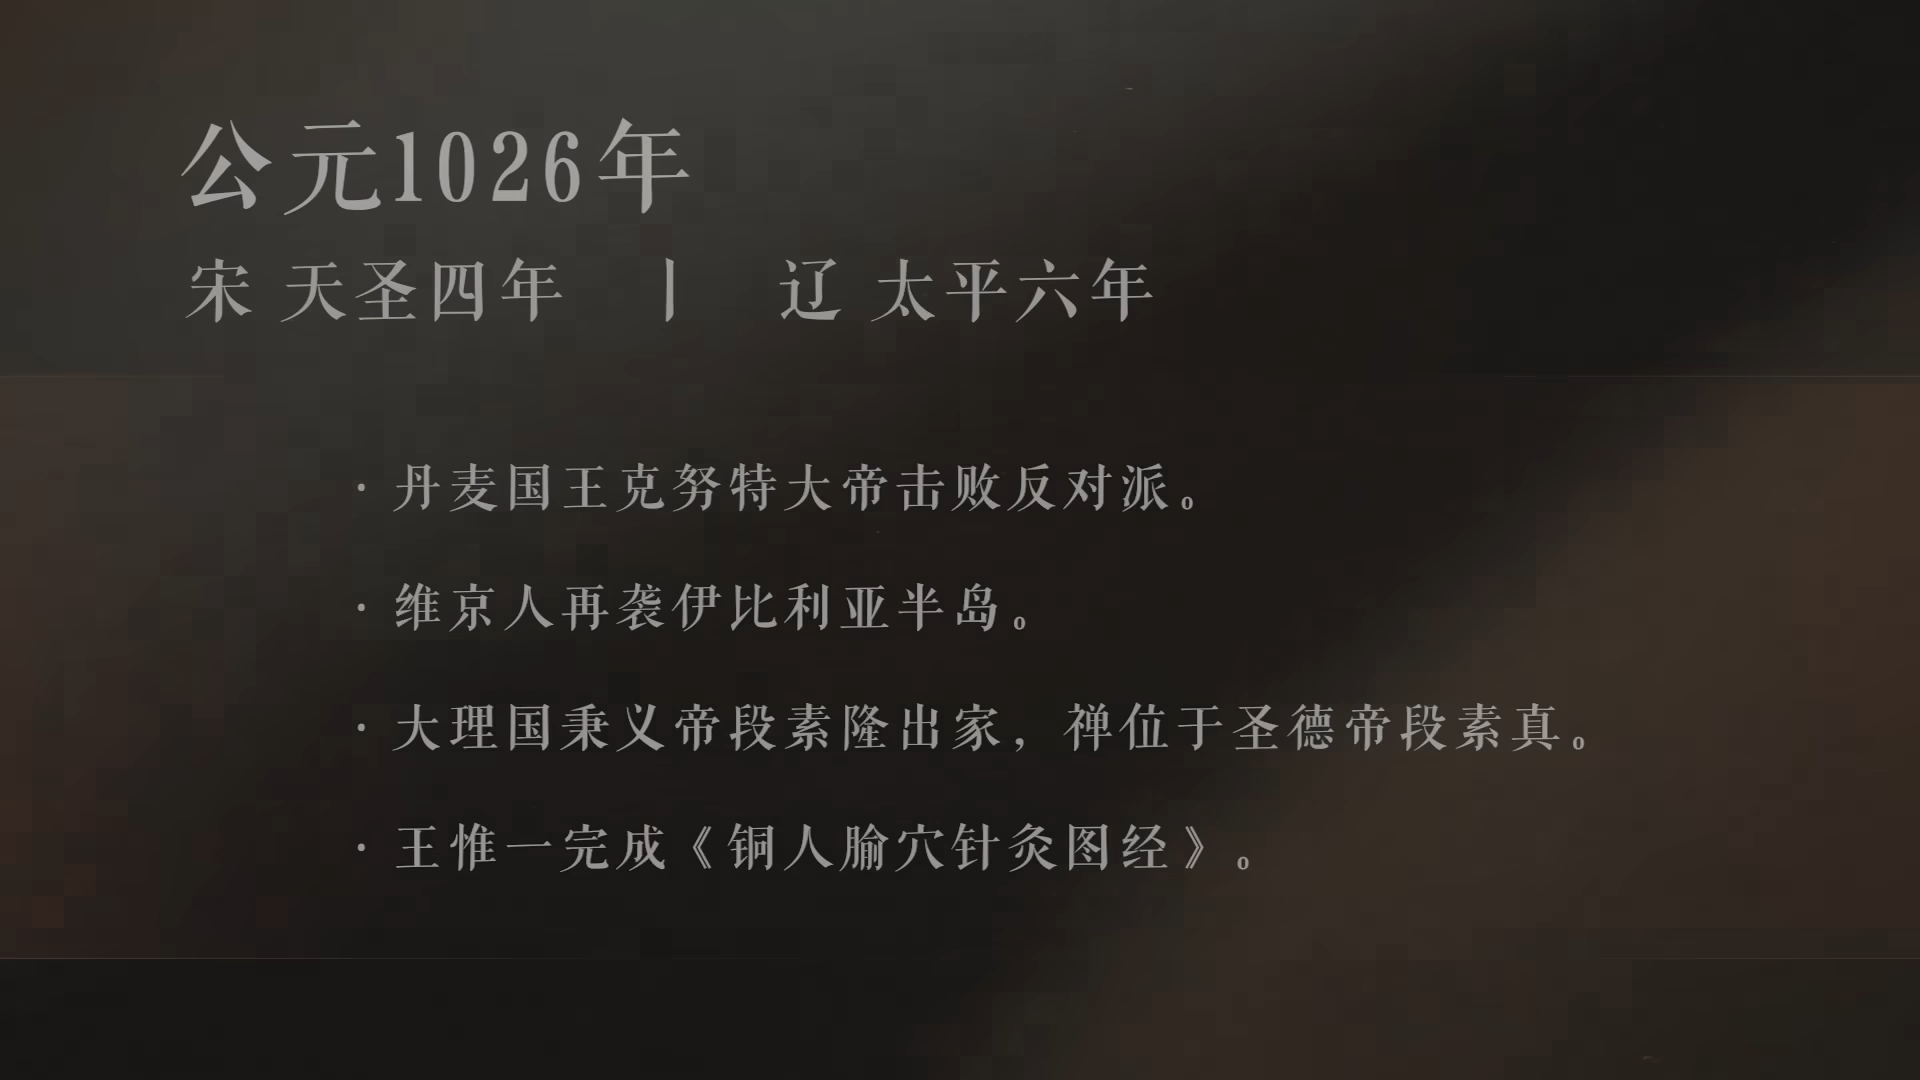 公元1026年
宋 天圣四年 | 辽 太平六年
· 丹麦国王克努特大帝击败反对派。
· 维京人再袭伊比利亚半岛。
· 大理国秉义帝段素隆出家，禅位于圣德帝段素真。
· 王惟一完成《铜人腧穴针灸图经》。